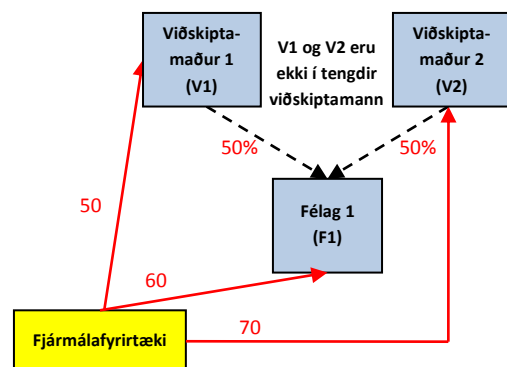 Viðskipta-
maður 1
(V1)
V1 og V2 eru
ekki í tengdir
viðskiptamann
Viðskipta-
maður 2
(V2)
50%
50%
50
Félag 1
(F1)
60
70
Fjármálafyrirtæki